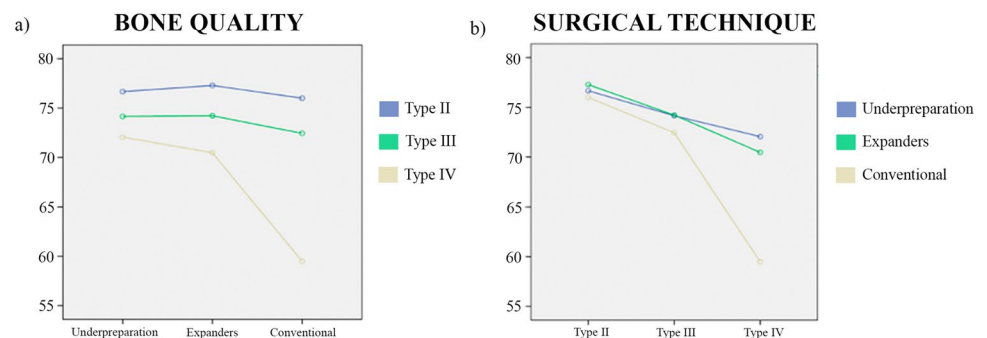 a)
BONE QUALITY
80
75
70
65
60
55
Underpreparation
Expanders
Conventional
Type II
Type III
Type IV
b)
SURGICAL TECHNIQUE
80
75
70
65
60
55
Type II
Type III
Type IV
Underpreparation
Expanders
Conventional